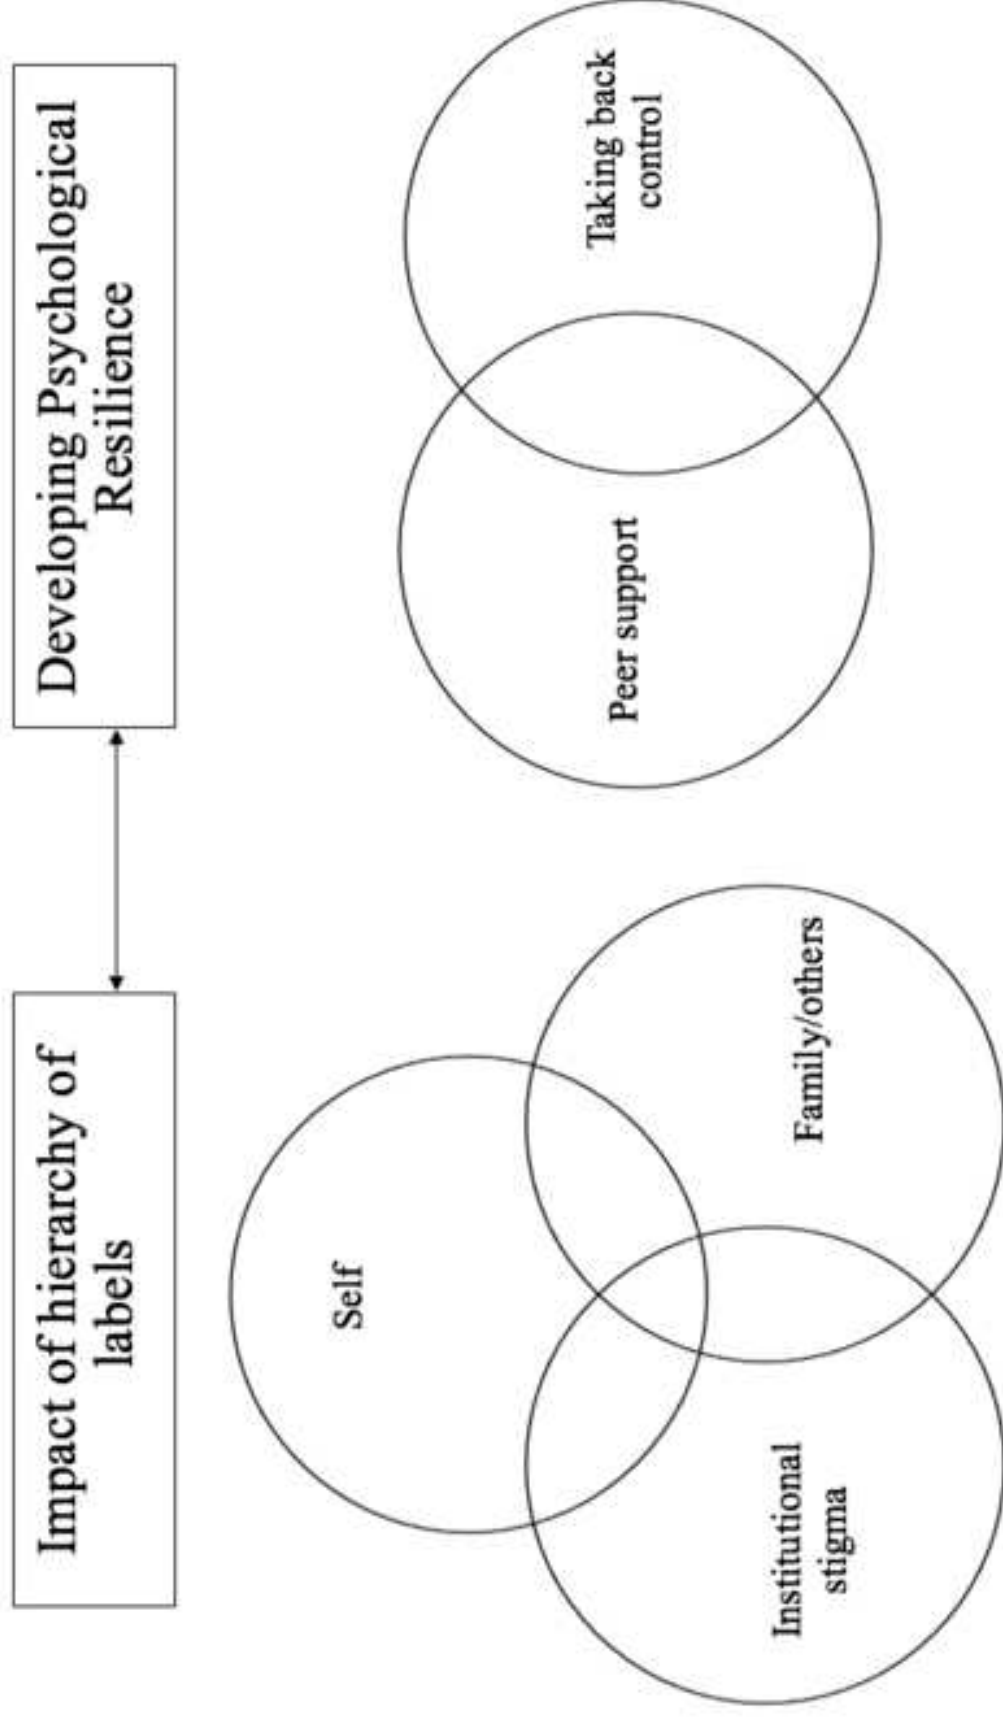 Impact of hierarchy of
labels
Developing Psychological
Resilience
Self
Institutional
stigma
Family/others
Peer support
Taking back
control